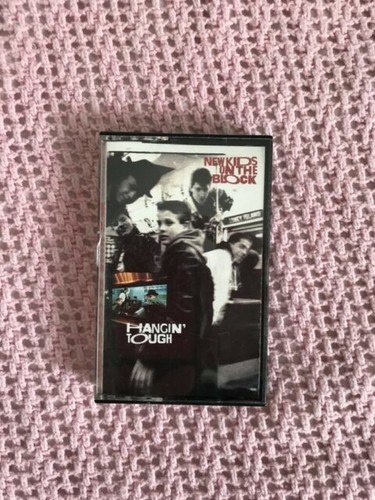 NEW KIDS
ON THE
BLOCK
HANGIN'
TOUGH